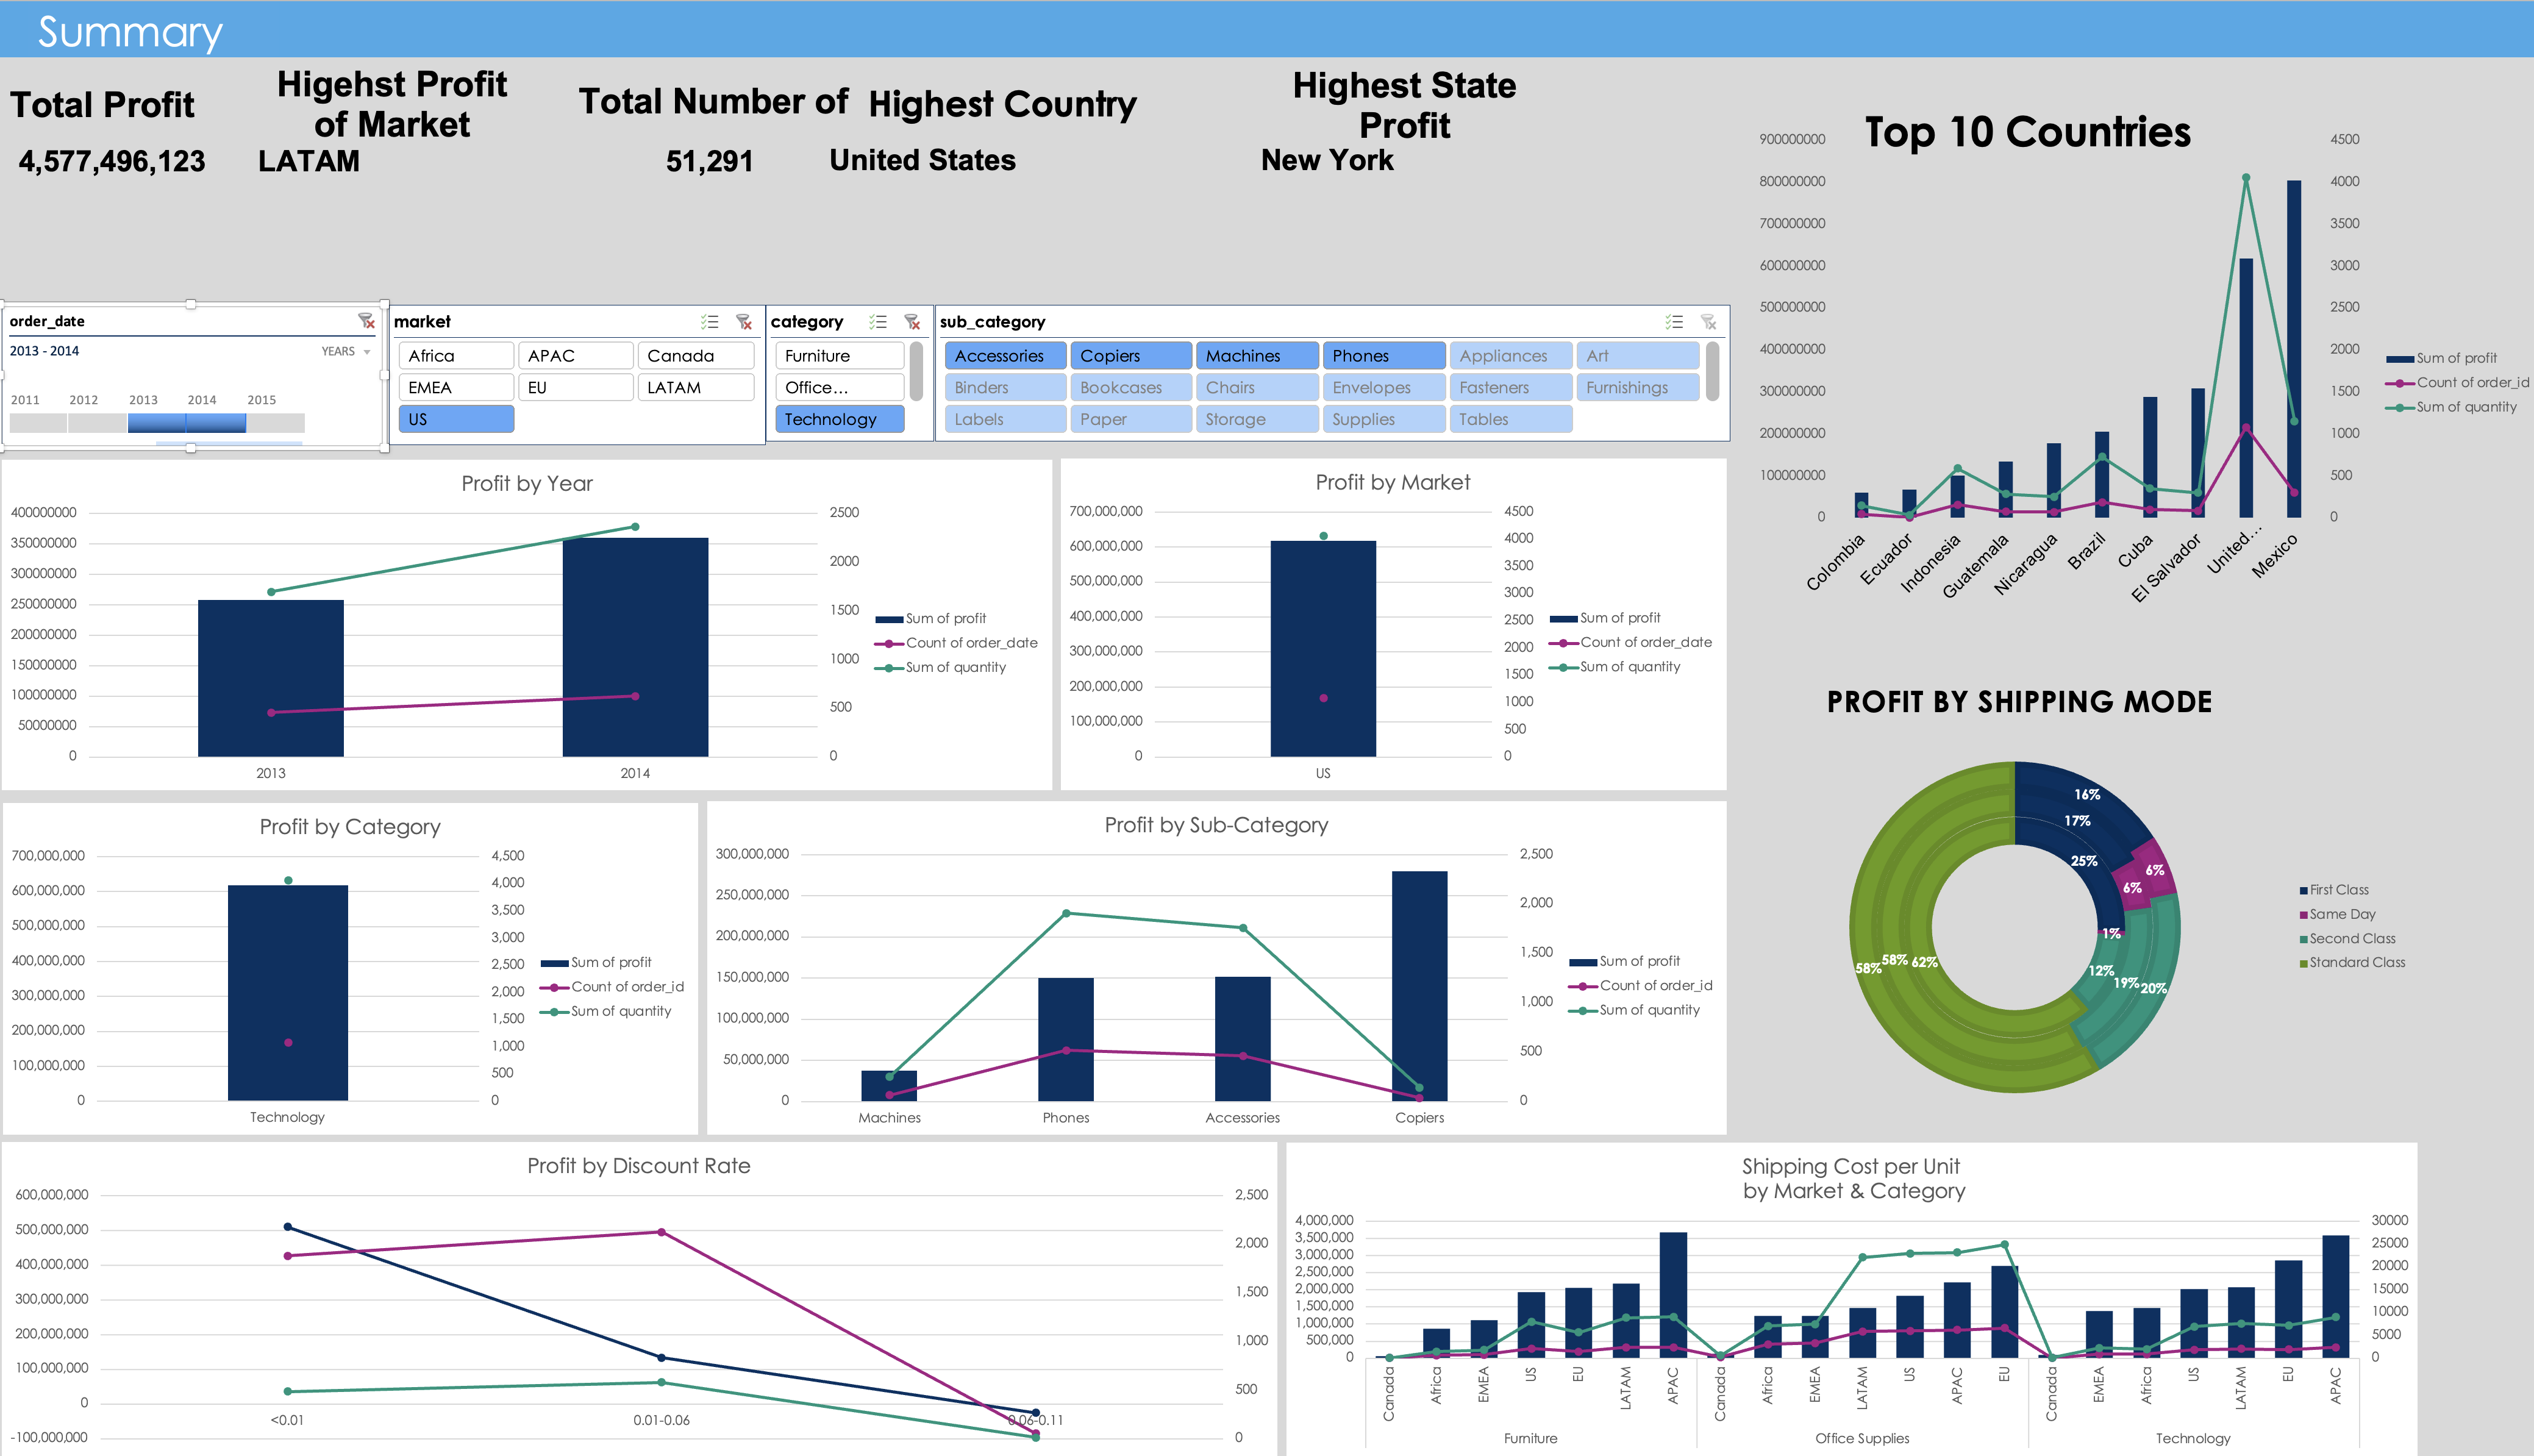 Summary
Total Profit
4,577,496,123
Higehst Profit
of Market
LATAM
Total Number of
51,291
Highest Country
United States
Highest State
Profit
New York
order_date
2013 - 2014
YEARS
2011 2012 2013 2014 2015
market
Africa APAC Canada
EMEA EU LATAM
US
category
Furniture
Office...
Technology
sub_category
Accessories Copiers Machines Phones Appliances Art
Binders Bookcases Chairs Envelopes Fasteners Furnishings
Labels Paper Storage Supplies Tables
Top 10 Countries
900000000
800000000
700000000
600000000
500000000
400000000
300000000
200000000
100000000
0
4500
4000
3500
3000
2500
2000
1500
1000
500
0
Colombia
Ecuador
Indonesia
Guatemala
Nicaragua
Brazil
Cuba
El Salvador
United...
Mexico
Sum of profit
Count of order_id
Sum of quantity
Profit by Year
400000000
350000000
300000000
250000000
200000000
150000000
100000000
50000000
0
2500
2000
1500
1000
500
0
2013 2014
Sum of profit
Count of order_date
Sum of quantity
Profit by Market
700,000,000
600,000,000
500,000,000
400,000,000
300,000,000
200,000,000
100,000,000
0
4500
4000
3500
3000
2500
2000
1500
1000
500
0
US
Sum of profit
Count of order_date
Sum of quantity
PROFIT BY SHIPPING MODE
16%
17%
25%
6%
6%
1%
12%
19%
20%
58%
58%
62%
First Class
Same Day
Second Class
Standard Class
Profit by Category
700,000,000
600,000,000
500,000,000
400,000,000
300,000,000
200,000,000
100,000,000
0
4,500
4,000
3,500
3,000
2,500
2,000
1,500
1,000
500
0
Technology
Sum of profit
Count of order_id
Sum of quantity
Profit by Sub-Category
300,000,000
250,000,000
200,000,000
150,000,000
100,000,000
50,000,000
0
2,500
2,000
1,500
1,000
500
0
Machines Phones Accessories Copiers
Sum of profit
Count of order_id
Sum of quantity
Profit by Discount Rate
600,000,000
500,000,000
400,000,000
300,000,000
200,000,000
100,000,000
0
-100,000,000
2,500
2,000
1,500
1,000
500
0
<0.01 0.01-0.06 0.06-0.11
Shipping Cost per Unit
by Market & Category
4,000,000
3,500,000
3,000,000
2,500,000
2,000,000
1,500,000
1,000,000
500,000
0
30000
25000
20000
15000
10000
5000
0
Canada
Africa
EMEA
US
EU
LATAM
APAC
Canada
Africa
EMEA
LATAM
US
APAC
EU
Canada
EMEA
Africa
US
LATAM
EU
APAC
Furniture Office Supplies Technology